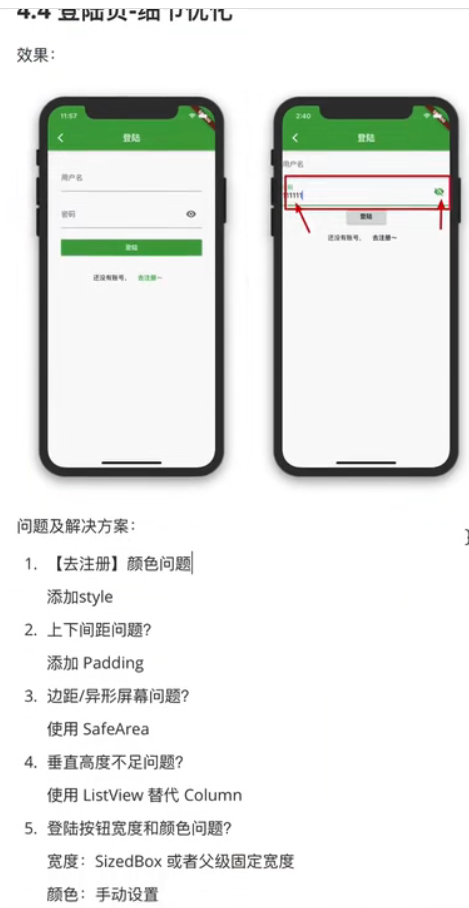 4.4 登陆页-细节优化
效果：
11:57
登陆
用户名
密码
登陆
还没有账号，去注册~
2:40
登陆
用户名
111111
登陆
还没有账号，去注册~
问题及解决方案：
1. 【去注册】颜色问题
添加style
2. 上下间距问题？
添加 Padding
3. 边距/异形屏幕问题？
使用 SafeArea
4. 垂直高度不足问题？
使用 ListView 替代 Column
5. 登陆按钮宽度和颜色问题？
宽度：SizedBox 或者父级固定宽度
颜色：手动设置